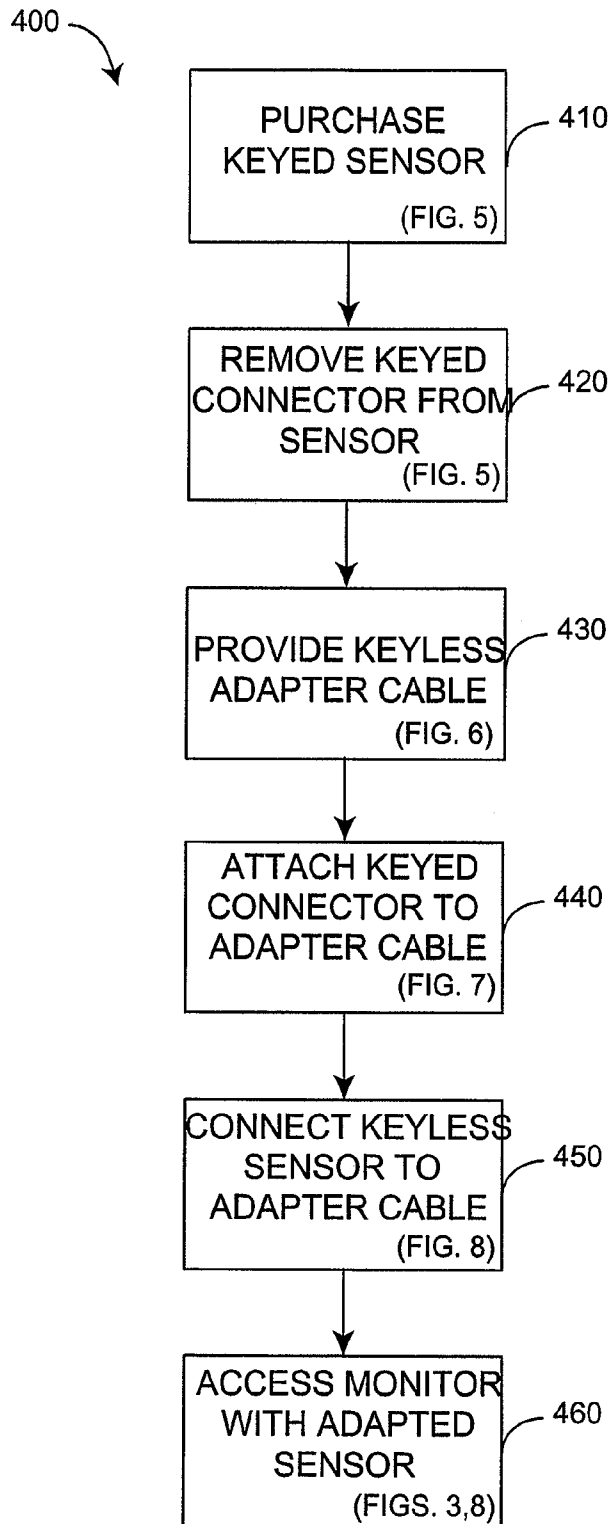 400
PURCHASE
KEYED SENSOR
(FIG. 5)
410
REMOVE KEYED
CONNECTOR FROM
SENSOR
(FIG. 5)
420
PROVIDE KEYLESS
ADAPTER CABLE
(FIG. 6)
430
ATTACH KEYED
CONNECTOR TO
ADAPTER CABLE
(FIG. 7)
440
CONNECT KEYLESS
SENSOR TO
ADAPTER CABLE
(FIG. 8)
450
ACCESS MONITOR
WITH ADAPTED
SENSOR
(FIGS. 3,8)
460